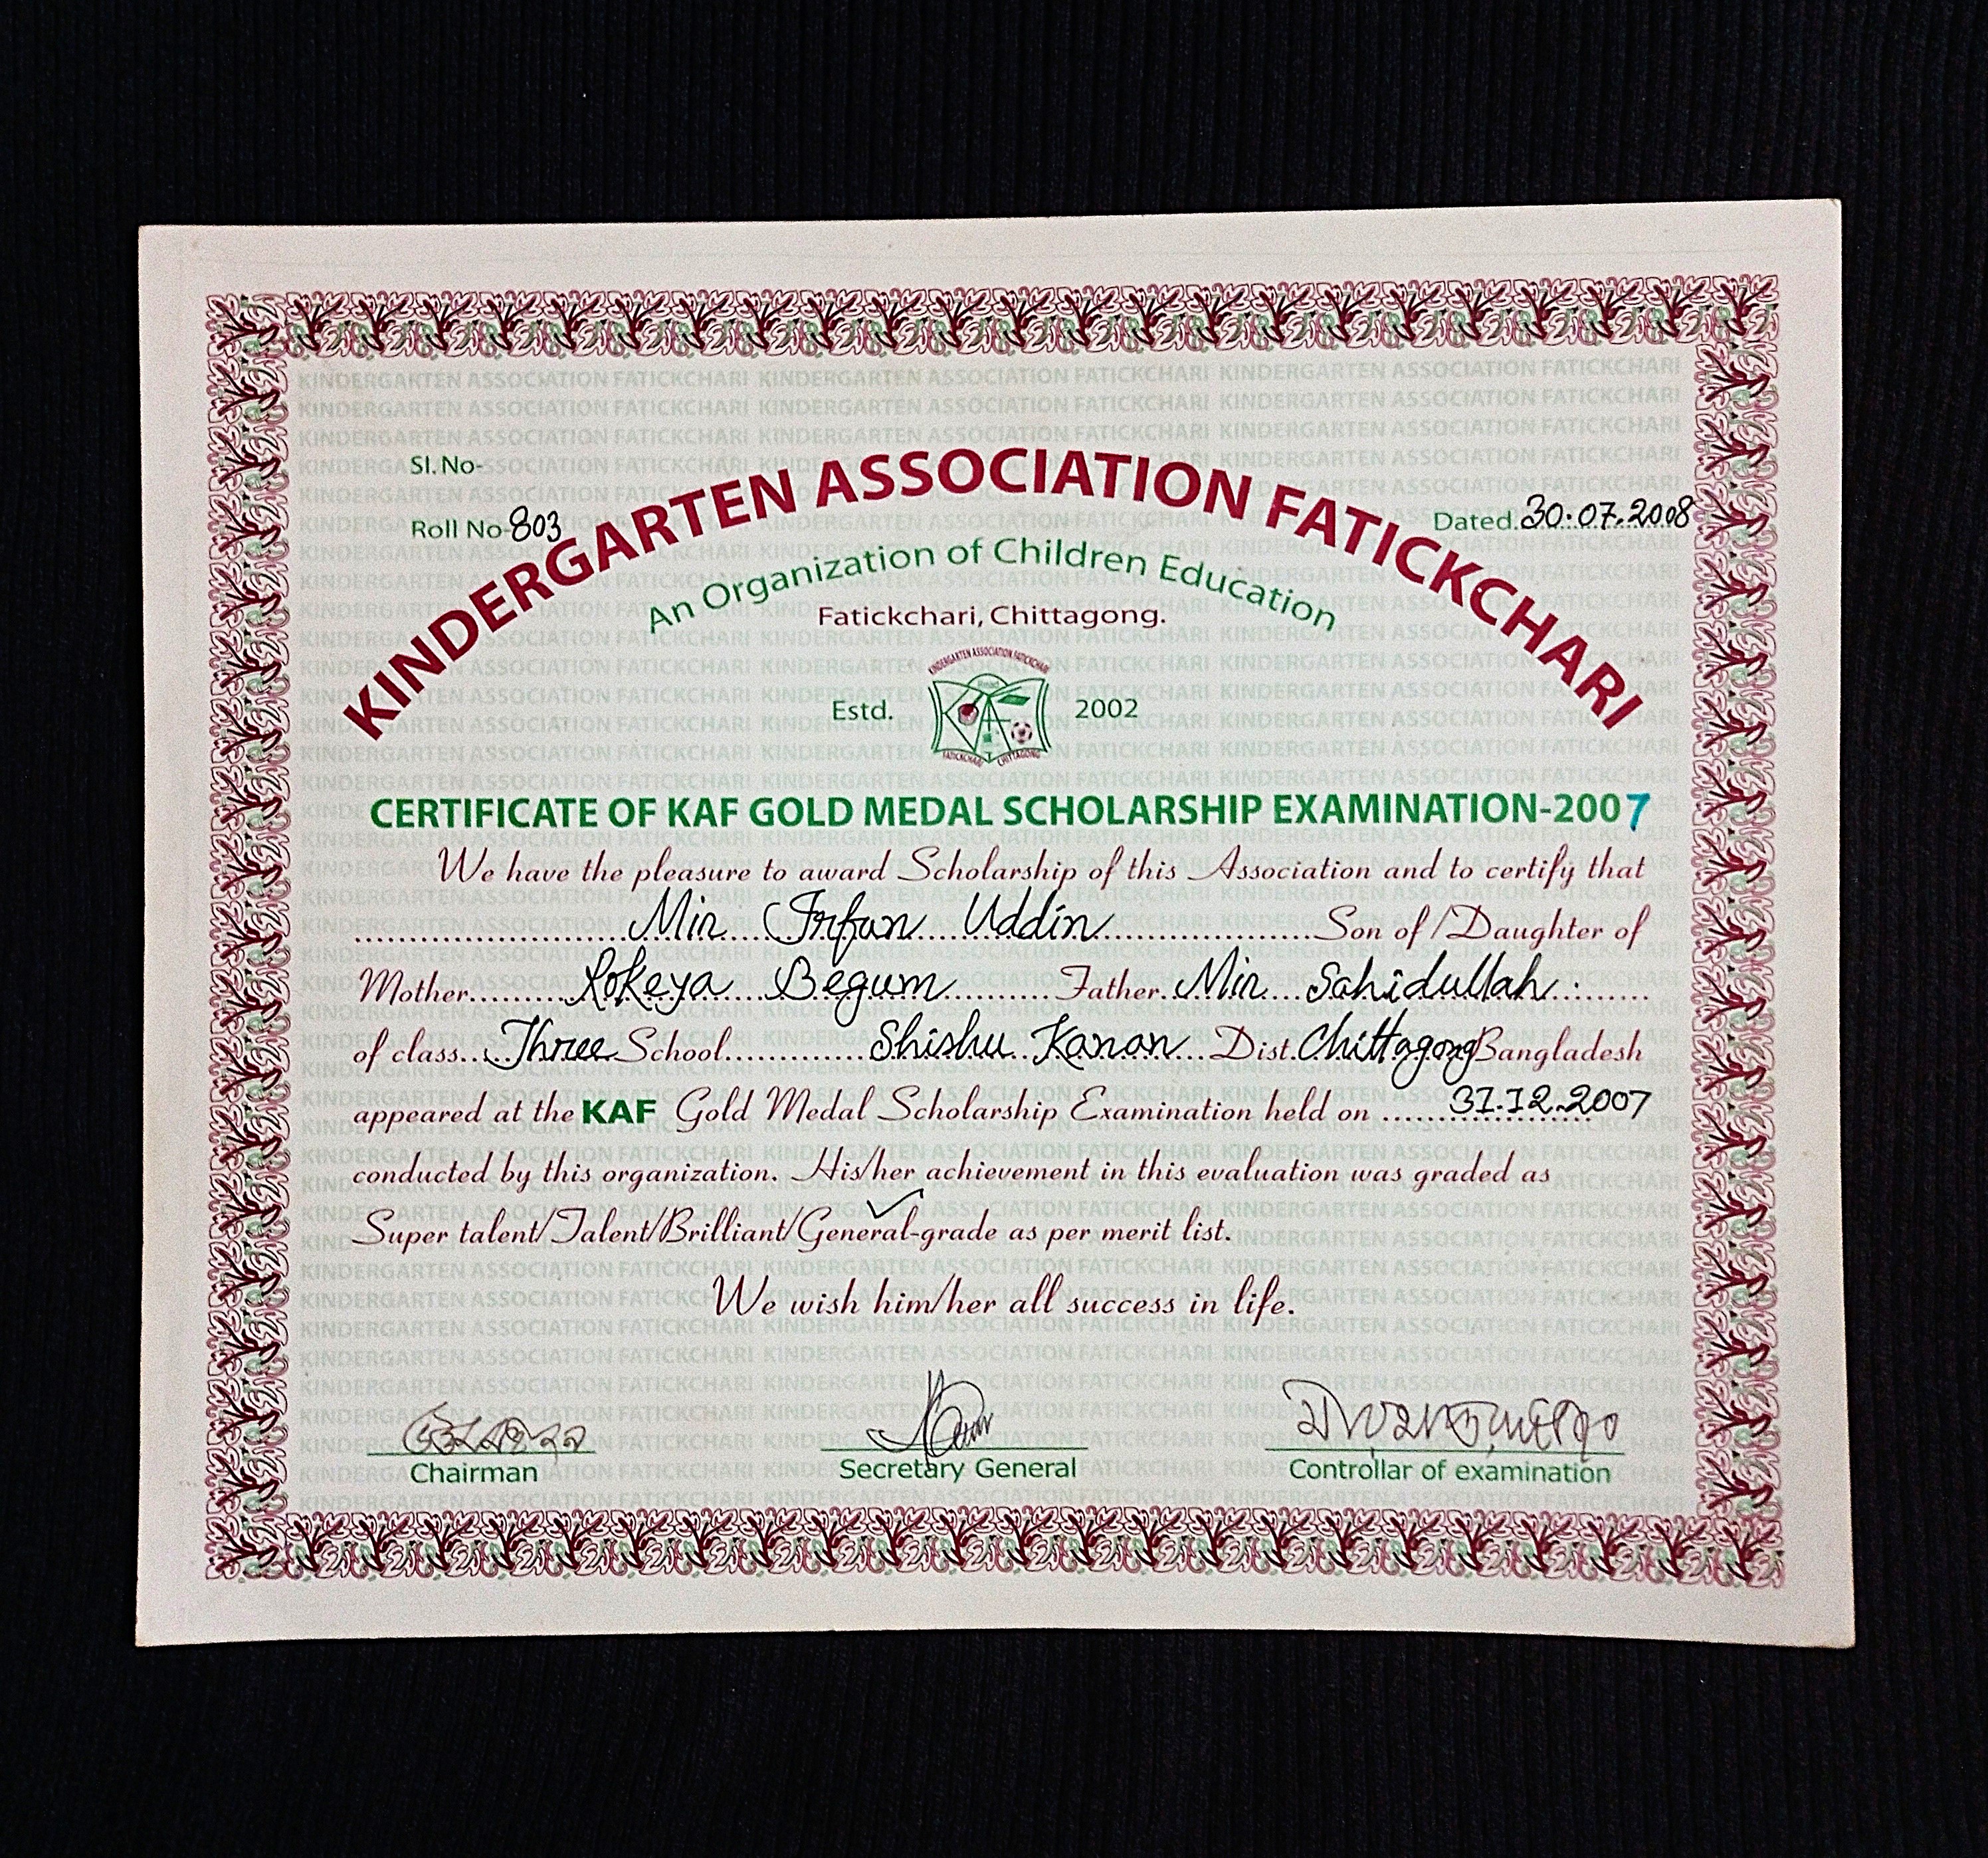 Sl. No-
KINDERGARTEN ASSOCIATION FATICKCHARI
Roll No-803
Dated.30.07.2008
An Organization of Children Education
Fatickchari, Chittagong.
KINDERGARTEN ASSOCIATION FATICKCHARI
Read
Estd. 2002
FATICKCHARI CHITTAGONG
CERTIFICATE OF KAF GOLD MEDAL SCHOLARSHIP EXAMINATION-2007
We have the pleasure to award Scholarship of this Association and to certify that
Mir Irfan Uddin Son of/Daughter of
Mother Rokeya Begum Father Mir Sahidullah
of class Three School Shishu Kanon Dist. Chittagong Bangladesh
appeared at the KAF Gold Medal Scholarship Examination held on 31.12.2007
conducted by this organization. His/her achievement in this evaluation was graded as
Super talent/Talent/Brilliant/General-grade as per merit list.
We wish him/her all success in life.
Chairman
Secretary General
Controllar of examination